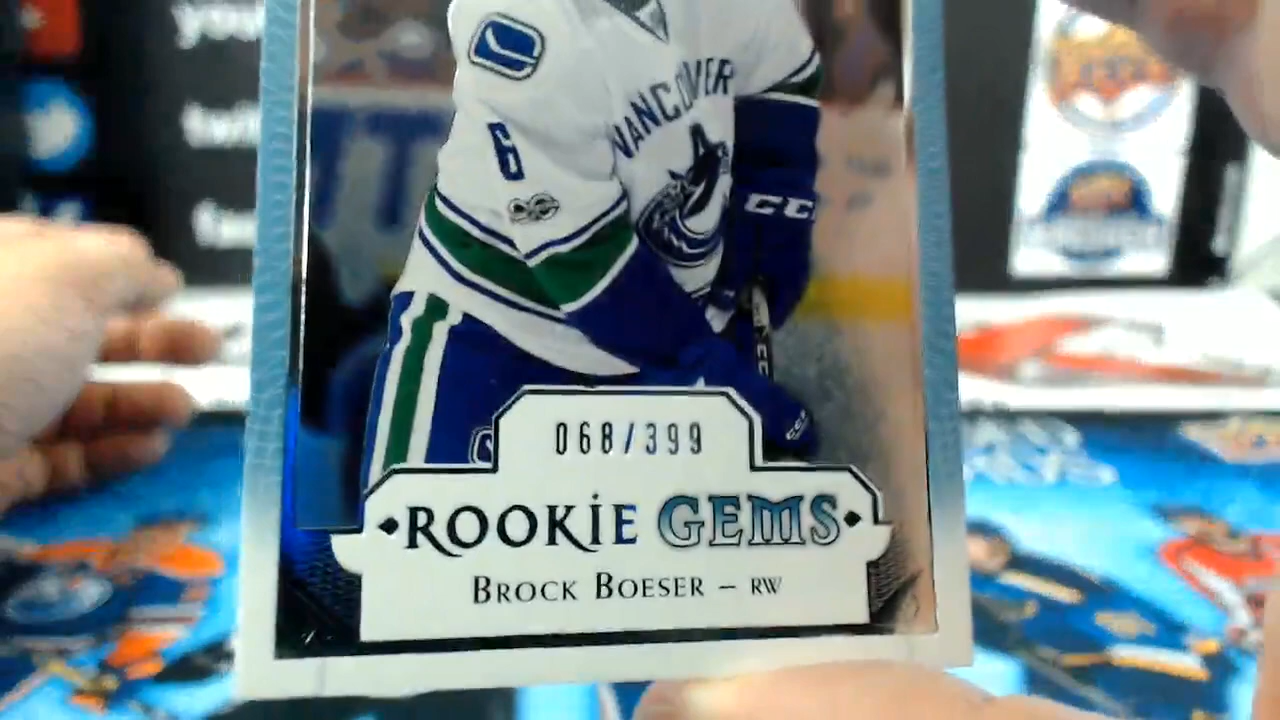 VANCOUVER
6
CCM
068/399
ROOKIE GEMS
BROCK BOESER – RW